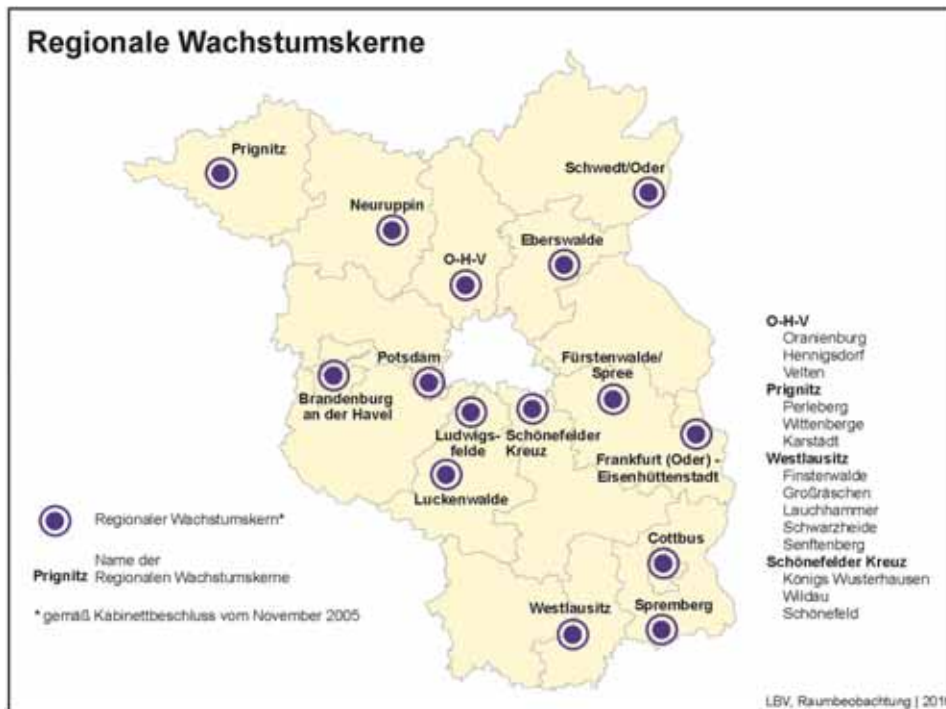 Regionale Wachstumskerne
Prignitz
Schwedt/Oder
Neuruppin
Eberswalde
O-H-V
Potsdam
Fürstenwalde/
Spree
Brandenburg
an der Havel
Ludwigs-
felde
Schönefelder
Kreuz
Frankfurt (Oder) -
Eisenhüttenstadt
Luckenwalde
Cottbus
Westlausitz
Spremberg
Regionaler Wachstumskern*
Name der
Prignitz Regionalen Wachstumskerne
* gemäß Kabinettbeschluss vom November 2005
O-H-V
Oranienburg
Hennigsdorf
Velten
Prignitz
Perleberg
Wittenberge
Karstädt
Westlausitz
Finsterwalde
Großräschen
Lauchhammer
Schwarzheide
Senftenberg
Schönefelder Kreuz
Königs Wusterhausen
Wildau
Schönefeld
LBV, Raumbeobachtung |